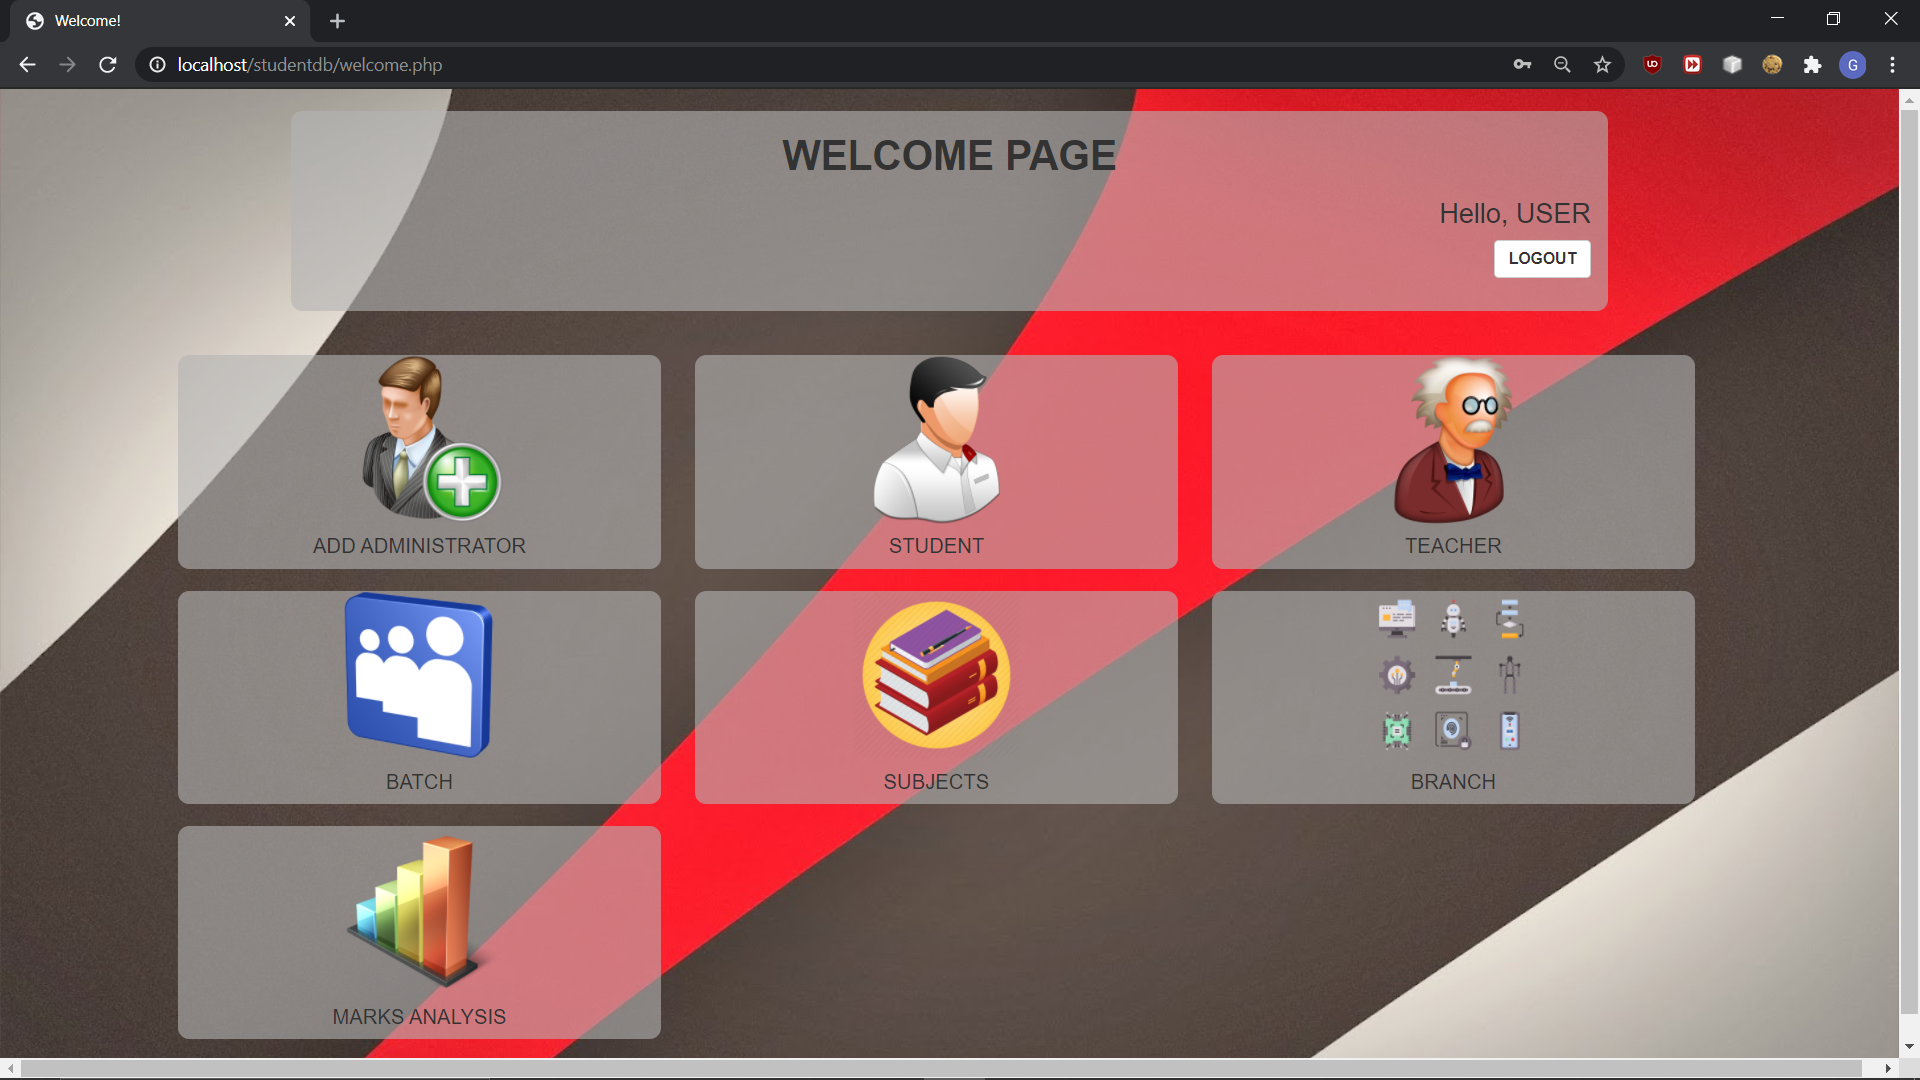 Welcome!
localhost/studentdb/welcome.php
G
WELCOME PAGE
Hello, USER
LOGOUT
ADD ADMINISTRATOR
STUDENT
TEACHER
BATCH
SUBJECTS
BRANCH
MARKS ANALYSIS